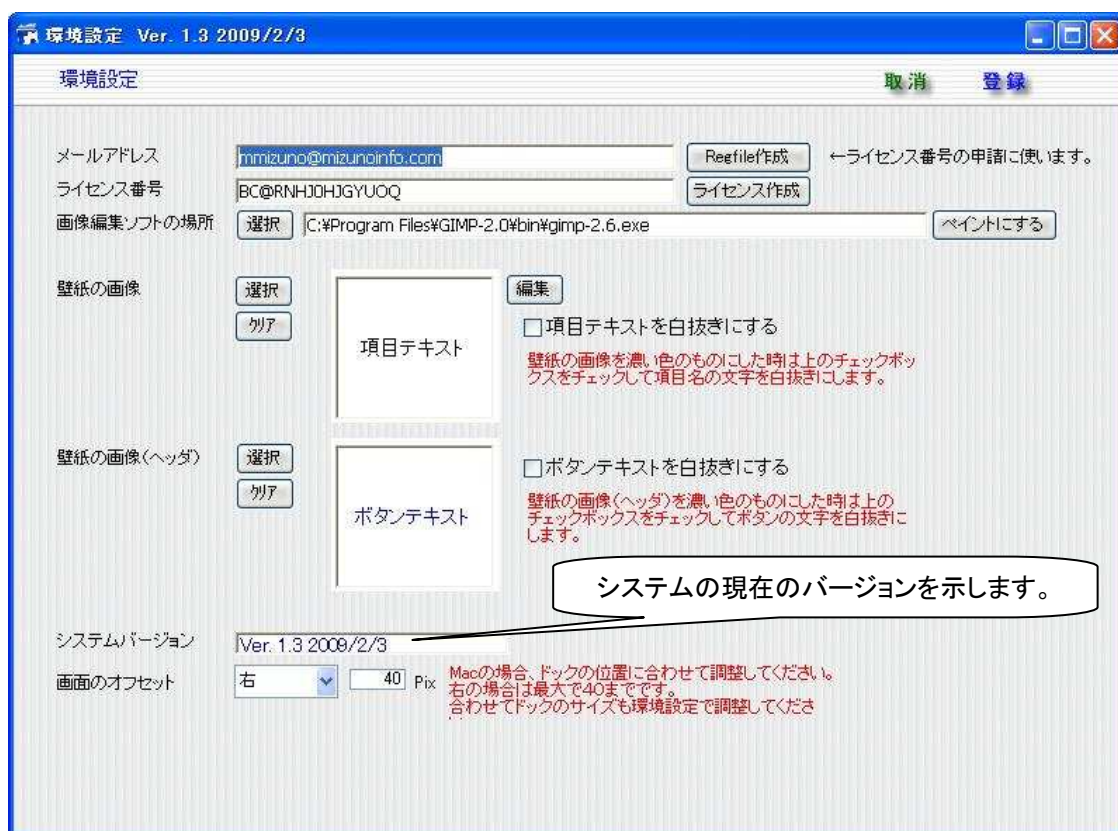 環境設定 Ver. 1.3 2009/2/3
環境設定 取消 登録
メールアドレス mmizuno@mizunoinfo.com Regfile作成 ←ライセンス番号の申請に使います。
ライセンス番号 BC@RNHJ0HJGYUOQ ライセンス作成
画像編集ソフトの場所 選択 C:¥Program Files¥GIMP-2.0¥bin¥gimp-2.6.exe ペイントにする
壁紙の画像 選択 編集
クリア 項目テキスト □項目テキストを白抜きにする
壁紙の画像を濃い色のものにした時は上のチェックボッ
クスをチェックして項目名の文字を白抜きにします。
壁紙の画像(ヘッダ) 選択 □ボタンテキストを白抜きにする
クリア ボタンテキスト
壁紙の画像(ヘッダ)を濃い色のものにした時は上の
チェックボックスをチェックしてボタンの文字を白抜きに
します。
システムの現在のバージョンを示します。
システムバージョン Ver. 1.3 2009/2/3
画面のオフセット 右 40 Pix
Macの場合、ドックの位置に合わせて調整してください。
右の場合は最大で40までです。
合わせてドックのサイズも環境設定で調整してくださ